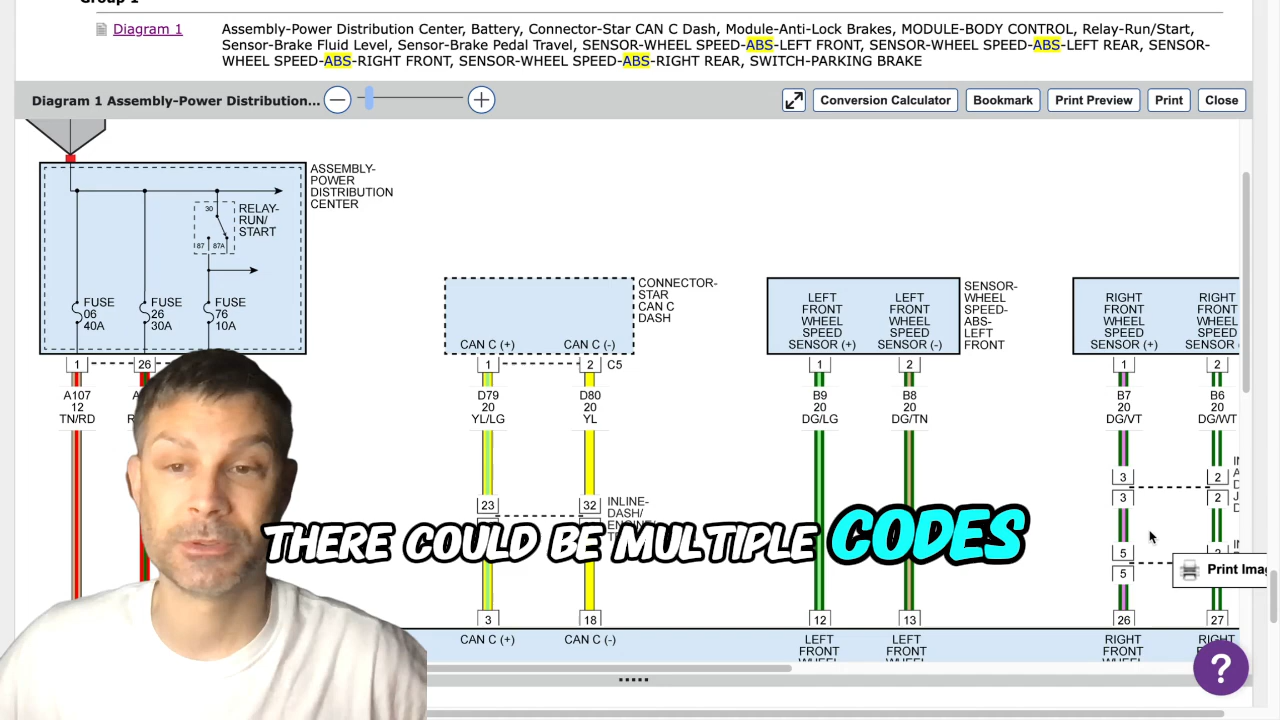 Group 1
Diagram 1
Assembly-Power Distribution Center, Battery, Connector-Star CAN C Dash, Module-Anti-Lock Brakes, MODULE-BODY CONTROL, Relay-Run/Start,
Sensor-Brake Fluid Level, Sensor-Brake Pedal Travel, SENSOR-WHEEL SPEED-ABS-LEFT FRONT, SENSOR-WHEEL SPEED-ABS-LEFT REAR, SENSOR-
WHEEL SPEED-ABS-RIGHT FRONT, SENSOR-WHEEL SPEED-ABS-RIGHT REAR, SWITCH-PARKING BRAKE
Diagram 1 Assembly-Power Distribution...
Conversion Calculator
Bookmark
Print Preview
Print
Close
ASSEMBLY-
POWER
DISTRIBUTION
CENTER
30
RELAY-
RUN/
START
87 87A
FUSE
06
40A
FUSE
26
30A
FUSE
76
10A
1
26
A107
12
TN/RD
CONNECTOR-
STAR
CAN C
DASH
CAN C (+)
CAN C (-)
1
2
C5
D79
20
YL/LG
D80
20
YL
23
32
INLINE-
DASH/
3
18
CAN C (+)
CAN C (-)
LEFT
FRONT
WHEEL
SPEED
SENSOR (+)
LEFT
FRONT
WHEEL
SPEED
SENSOR (-)
SENSOR-
WHEEL
SPEED-
ABS-
LEFT
FRONT
1
2
B9
20
DG/LG
B8
20
DG/TN
12
13
LEFT
FRONT
WHEEL
LEFT
FRONT
WHEEL
RIGHT
FRONT
WHEEL
SPEED
SENSOR (+)
RIGHT
FRONT
WHEEL
SPEED
SENSOR
1
2
B7
20
DG/VT
B6
20
DG/WT
3
2
3
2
5
5
26
27
RIGHT
FRONT
WHEEL
RIGHT
FRONT
Print Ima
?
THERE COULD BE MULTIPLE CODES